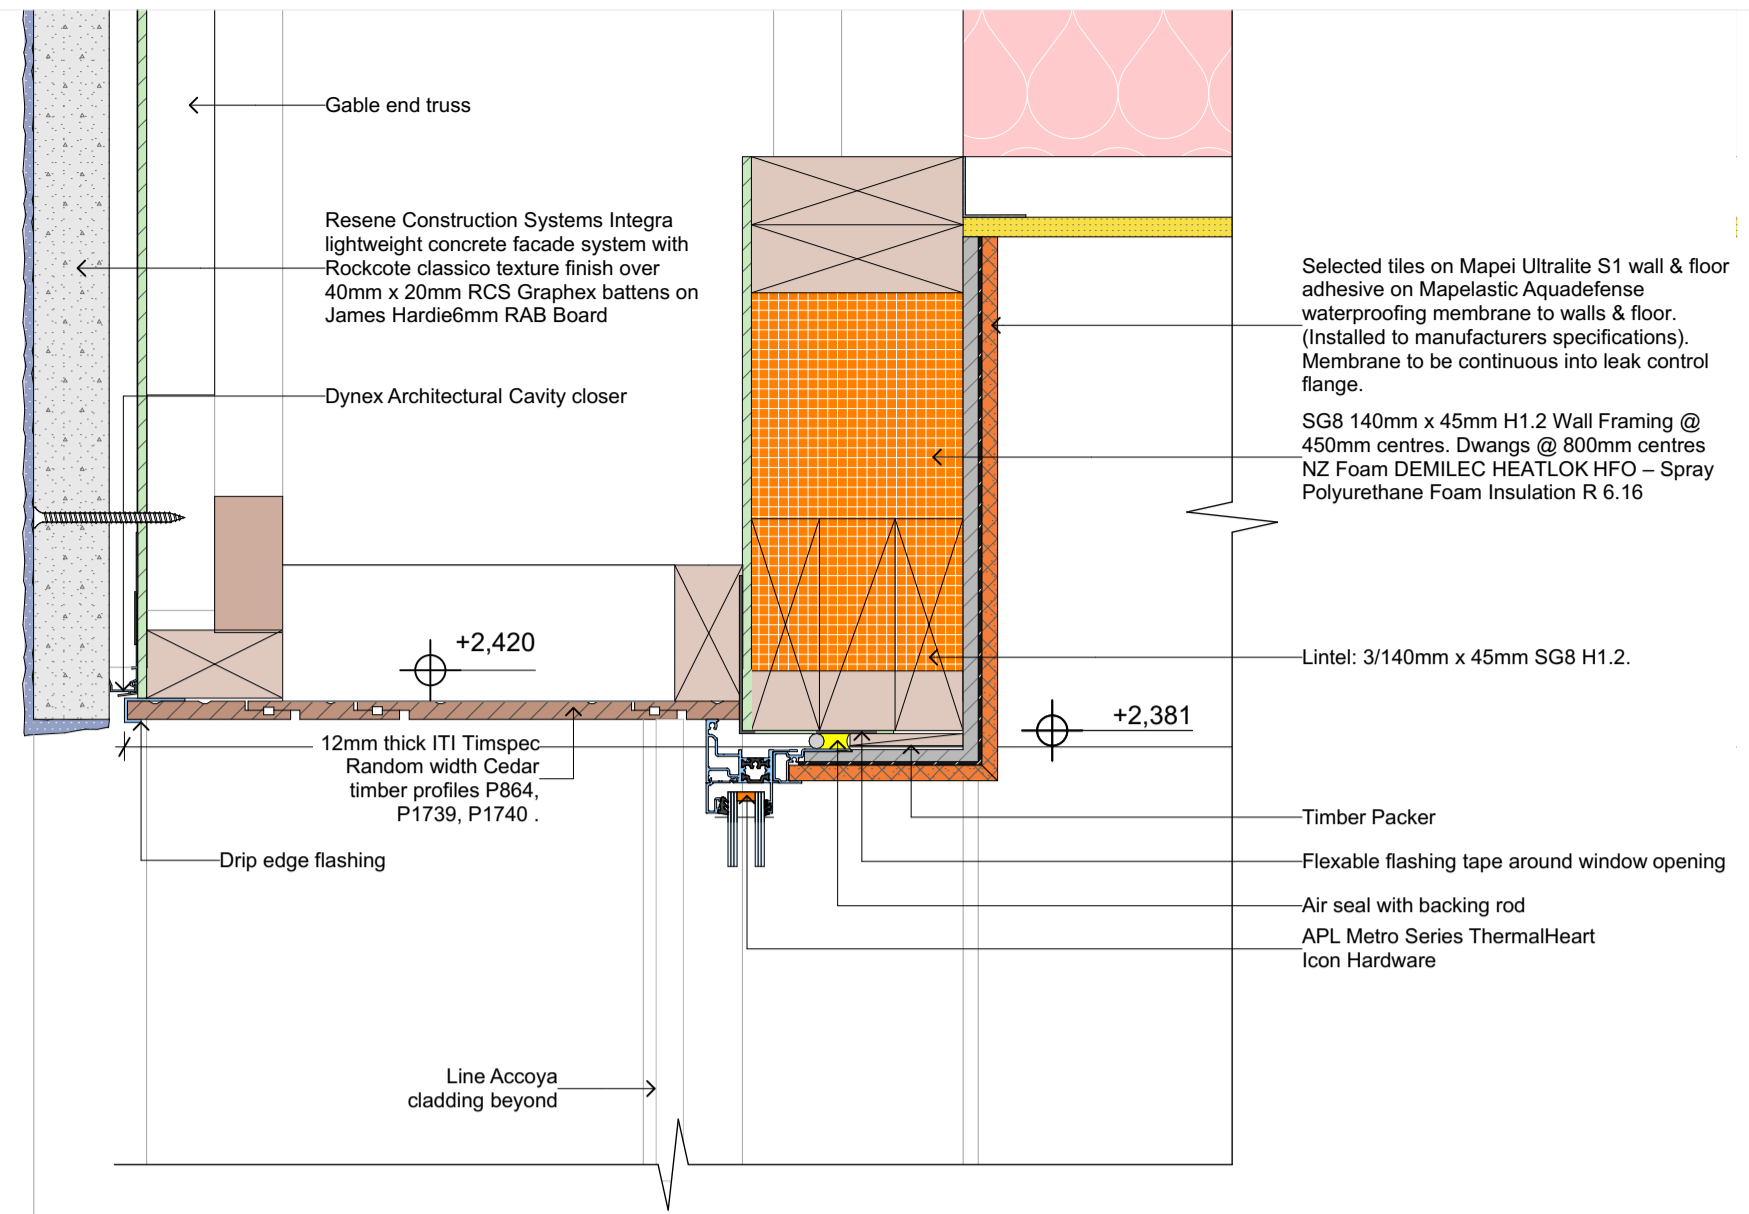 Gable end truss
Resene Construction Systems Integra
lightweight concrete facade system with
Rockcote classico texture finish over
40mm x 20mm RCS Graphex battens on
James Hardie6mm RAB Board
Dynex Architectural Cavity closer
+2,420
12mm thick ITI Timspec
Random width Cedar
timber profiles P864,
P1739, P1740 .
Drip edge flashing
Line Accoya
cladding beyond
Selected tiles on Mapei Ultralite S1 wall & floor
adhesive on Mapelastic Aquadefense
waterproofing membrane to walls & floor.
(Installed to manufacturers specifications).
Membrane to be continuous into leak control
flange.
SG8 140mm x 45mm H1.2 Wall Framing @
450mm centres. Dwangs @ 800mm centres
NZ Foam DEMILEC HEATLOK HFO – Spray
Polyurethane Foam Insulation R 6.16
Lintel: 3/140mm x 45mm SG8 H1.2.
+2,381
Timber Packer
Flexable flashing tape around window opening
Air seal with backing rod
APL Metro Series ThermalHeart
Icon Hardware